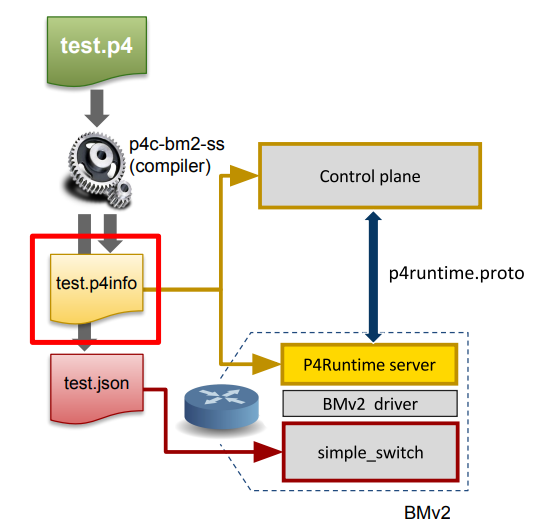 test.p4
p4c-bm2-ss
(compiler)
Control plane
test.p4info
p4runtime.proto
P4Runtime server
test.json
BMv2 driver
simple_switch
BMv2